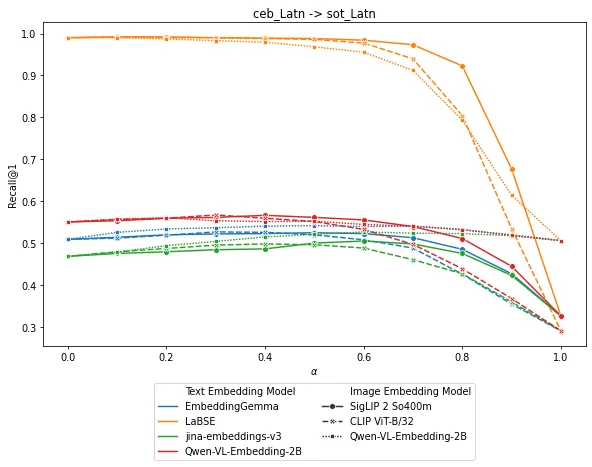 ceb_Latn -> sot_Latn
Recall@1
1.0
0.9
0.8
0.7
0.6
0.5
0.4
0.3
0.0 0.2 0.4 0.6 0.8 1.0
α
Text Embedding Model Image Embedding Model
EmbeddingGemma SigLIP 2 So400m
LaBSE CLIP ViT-B/32
jina-embeddings-v3 Qwen-VL-Embedding-2B
Qwen-VL-Embedding-2B